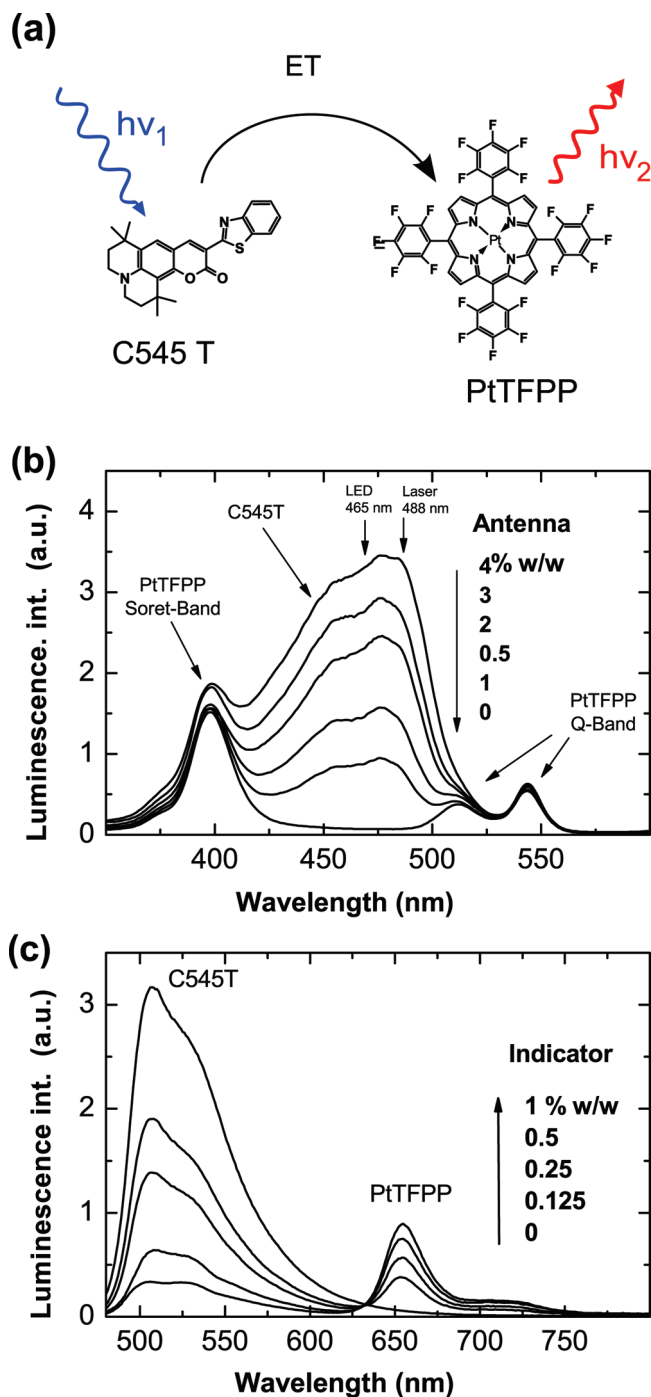 (a)
ET
hν1
hν2
F F F
F F
F F
F F
F N N F
Pt
F N N F
F F
F F
F F
F F F
N
S
N O O
C545 T
PtTFPP
(b)
Luminescence. int. (a.u.)
4
3
2
1
0
C545T
LED
465 nm
Laser
488 nm
PtTFPP
Soret-Band
Antenna
4% w/w
3
2
0.5
1
0
PtTFPP
Q-Band
400 450 500 550
Wavelength (nm)
(c)
Luminescence int. (a.u.)
3
2
1
0
C545T
PtTFPP
Indicator
1 % w/w
0.5
0.25
0.125
0
500 550 600 650 700 750
Wavelength (nm)